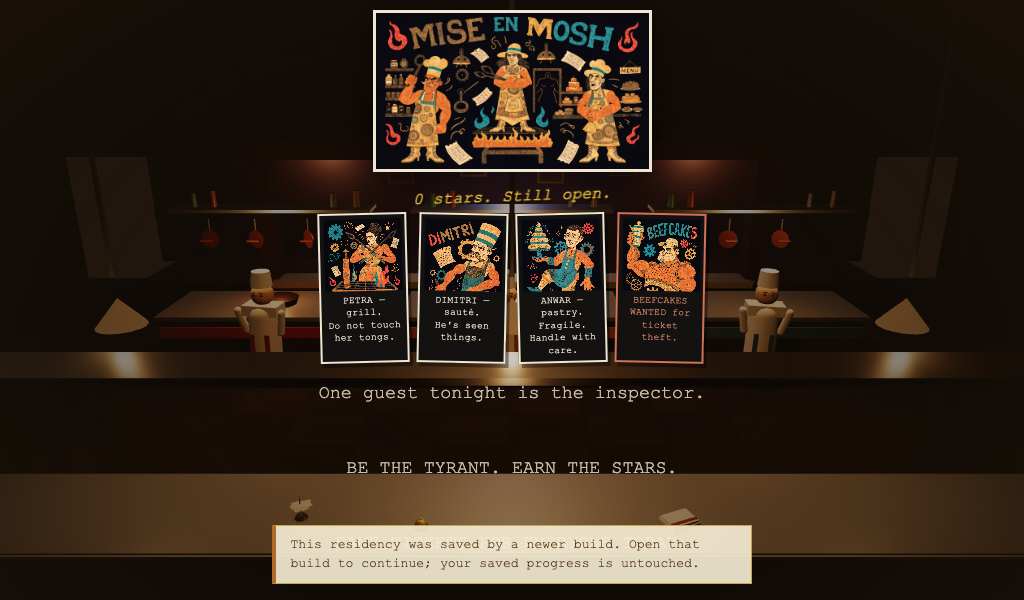 MISE EN MOSH
MENU
0 stars. Still open.
DIMITRI
BEEFCAKES
PETRA —
grill.
Do not touch
her tongs.
DIMITRI —
sauté.
He's seen
things.
ANWAR —
pastry.
Fragile.
Handle with
care.
BEEFCAKES
WANTED for
ticket
theft.
One guest tonight is the inspector.
BE THE TYRANT. EARN THE STARS.
This residency was saved by a newer build. Open that
build to continue; your saved progress is untouched.